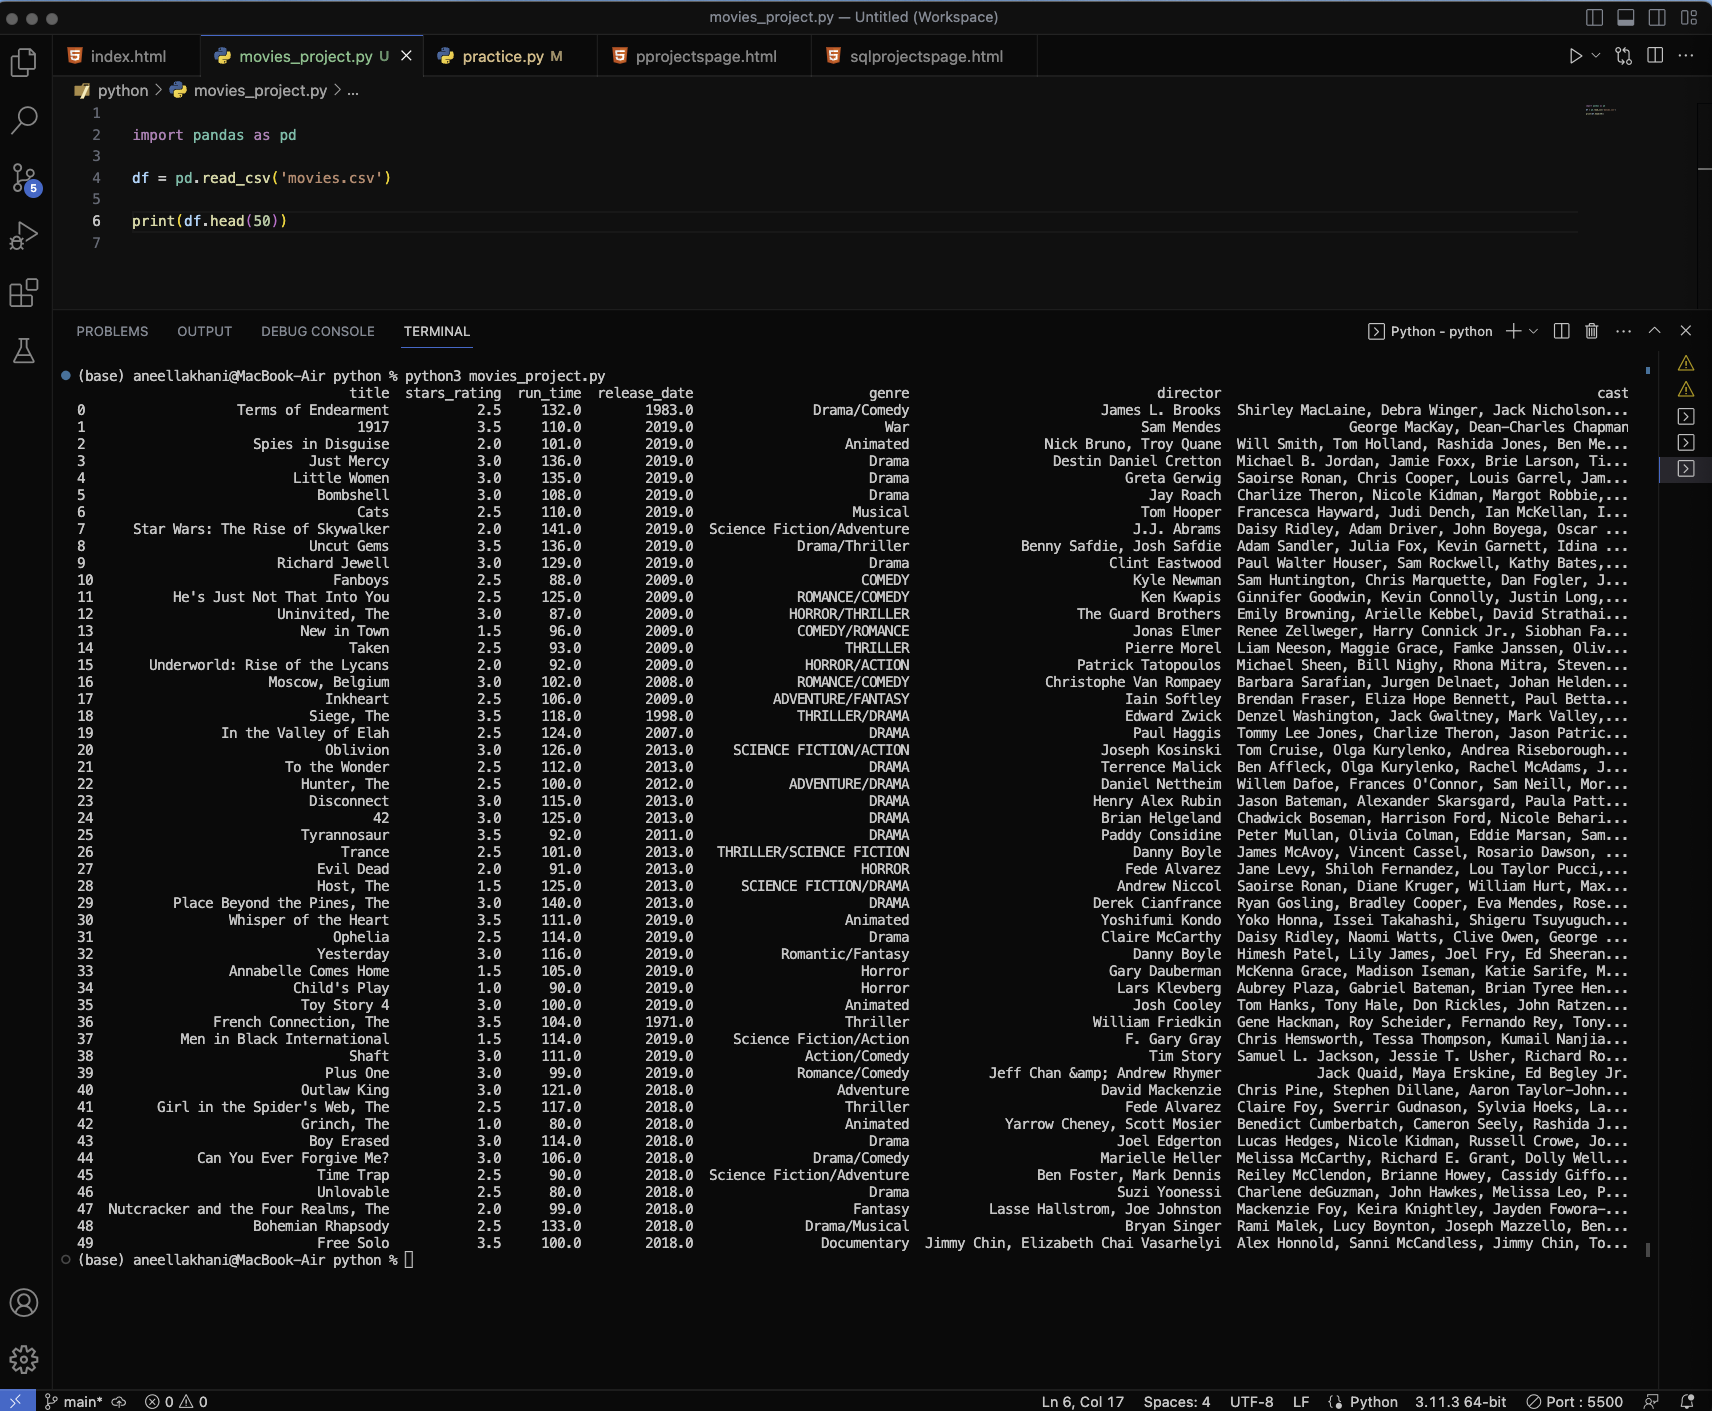 movies_project.py — Untitled (Workspace)
index.html movies_project.py U practice.py M pprojectspage.html sqlprojectspage.html
python > movies_project.py > ...
1
2 import pandas as pd
3
4 df = pd.read_csv('movies.csv')
5
6 print(df.head(50))
7
5
PROBLEMS OUTPUT DEBUG CONSOLE TERMINAL Python - python
(base) aneellakhani@MacBook-Air python % python3 movies_project.py
title stars_rating run_time release_date genre director cast
0 Terms of Endearment 2.5 132.0 1983.0 Drama/Comedy James L. Brooks Shirley MacLaine, Debra Winger, Jack Nicholson...
1 1917 3.5 110.0 2019.0 War Sam Mendes George MacKay, Dean-Charles Chapman
2 Spies in Disguise 2.0 101.0 2019.0 Animated Nick Bruno, Troy Quane Will Smith, Tom Holland, Rashida Jones, Ben Me...
3 Just Mercy 3.0 136.0 2019.0 Drama Destin Daniel Cretton Michael B. Jordan, Jamie Foxx, Brie Larson, Ti...
4 Little Women 3.0 135.0 2019.0 Drama Greta Gerwig Saoirse Ronan, Chris Cooper, Louis Garrel, Jam...
5 Bombshell 3.0 108.0 2019.0 Drama Jay Roach Charlize Theron, Nicole Kidman, Margot Robbie,...
6 Cats 2.5 110.0 2019.0 Musical Tom Hooper Francesca Hayward, Judi Dench, Ian McKellan, I...
7 Star Wars: The Rise of Skywalker 2.0 141.0 2019.0 Science Fiction/Adventure J.J. Abrams Daisy Ridley, Adam Driver, John Boyega, Oscar ...
8 Uncut Gems 3.5 136.0 2019.0 Drama/Thriller Benny Safdie, Josh Safdie Adam Sandler, Julia Fox, Kevin Garnett, Idina ...
9 Richard Jewell 3.0 129.0 2019.0 Drama Clint Eastwood Paul Walter Houser, Sam Rockwell, Kathy Bates,...
10 Fanboys 2.5 88.0 2009.0 COMEDY Kyle Newman Sam Huntington, Chris Marquette, Dan Fogler, J...
11 He's Just Not That Into You 2.5 125.0 2009.0 ROMANCE/COMEDY Ken Kwapis Ginnifer Goodwin, Kevin Connolly, Justin Long,...
12 Uninvited, The 3.0 87.0 2009.0 HORROR/THRILLER The Guard Brothers Emily Browning, Arielle Kebbel, David Strathai...
13 New in Town 1.5 96.0 2009.0 COMEDY/ROMANCE Jonas Elmer Renee Zellweger, Harry Connick Jr., Siobhan Fa...
14 Taken 2.5 93.0 2009.0 THRILLER Pierre Morel Liam Neeson, Maggie Grace, Famke Janssen, Oliv...
15 Underworld: Rise of the Lycans 2.0 92.0 2009.0 HORROR/ACTION Patrick Tatopoulos Michael Sheen, Bill Nighy, Rhona Mitra, Steven...
16 Moscow, Belgium 3.0 102.0 2008.0 ROMANCE/COMEDY Christophe Van Rompaey Barbara Sarafian, Jurgen Delnaet, Johan Helden...
17 Inkheart 2.5 106.0 2009.0 ADVENTURE/FANTASY Iain Softley Brendan Fraser, Eliza Hope Bennett, Paul Betta...
18 Siege, The 3.5 118.0 1998.0 THRILLER/DRAMA Edward Zwick Denzel Washington, Jack Gwaltney, Mark Valley,...
19 In the Valley of Elah 2.5 124.0 2007.0 DRAMA Paul Haggis Tommy Lee Jones, Charlize Theron, Jason Patric...
20 Oblivion 3.0 126.0 2013.0 SCIENCE FICTION/ACTION Joseph Kosinski Tom Cruise, Olga Kurylenko, Andrea Riseborough...
21 To the Wonder 2.5 112.0 2013.0 DRAMA Terrence Malick Ben Affleck, Olga Kurylenko, Rachel McAdams, J...
22 Hunter, The 2.5 100.0 2012.0 ADVENTURE/DRAMA Daniel Nettheim Willem Dafoe, Frances O'Connor, Sam Neill, Mor...
23 Disconnect 3.0 115.0 2013.0 DRAMA Henry Alex Rubin Jason Bateman, Alexander Skarsgard, Paula Patt...
24 42 3.0 125.0 2013.0 DRAMA Brian Helgeland Chadwick Boseman, Harrison Ford, Nicole Behari...
25 Tyrannosaur 3.5 92.0 2011.0 DRAMA Paddy Considine Peter Mullan, Olivia Colman, Eddie Marsan, Sam...
26 Trance 2.5 101.0 2013.0 THRILLER/SCIENCE FICTION Danny Boyle James McAvoy, Vincent Cassel, Rosario Dawson, ...
27 Evil Dead 2.0 91.0 2013.0 HORROR Fede Alvarez Jane Levy, Shiloh Fernandez, Lou Taylor Pucci,...
28 Host, The 1.5 125.0 2013.0 SCIENCE FICTION/DRAMA Andrew Niccol Saoirse Ronan, Diane Kruger, William Hurt, Max...
29 Place Beyond the Pines, The 3.0 140.0 2013.0 DRAMA Derek Cianfrance Ryan Gosling, Bradley Cooper, Eva Mendes, Rose...
30 Whisper of the Heart 3.5 111.0 2019.0 Animated Yoshifumi Kondo Yoko Honna, Issei Takahashi, Shigeru Tsuyuguch...
31 Ophelia 2.5 114.0 2019.0 Drama Claire McCarthy Daisy Ridley, Naomi Watts, Clive Owen, George ...
32 Yesterday 3.0 116.0 2019.0 Romantic/Fantasy Danny Boyle Himesh Patel, Lily James, Joel Fry, Ed Sheeran...
33 Annabelle Comes Home 1.5 105.0 2019.0 Horror Gary Dauberman McKenna Grace, Madison Iseman, Katie Sarife, M...
34 Child's Play 1.0 90.0 2019.0 Horror Lars Klevberg Aubrey Plaza, Gabriel Bateman, Brian Tyree Hen...
35 Toy Story 4 3.0 100.0 2019.0 Animated Josh Cooley Tom Hanks, Tony Hale, Don Rickles, John Ratzen...
36 French Connection, The 3.5 104.0 1971.0 Thriller William Friedkin Gene Hackman, Roy Scheider, Fernando Rey, Tony...
37 Men in Black International 1.5 114.0 2019.0 Science Fiction/Action F. Gary Gray Chris Hemsworth, Tessa Thompson, Kumail Nanjia...
38 Shaft 3.0 111.0 2019.0 Action/Comedy Tim Story Samuel L. Jackson, Jessie T. Usher, Richard Ro...
39 Plus One 3.0 99.0 2019.0 Romance/Comedy Jeff Chan &amp; Andrew Rhymer Jack Quaid, Maya Erskine, Ed Begley Jr.
40 Outlaw King 3.0 121.0 2018.0 Adventure David Mackenzie Chris Pine, Stephen Dillane, Aaron Taylor-John...
41 Girl in the Spider's Web, The 2.5 117.0 2018.0 Thriller Fede Alvarez Claire Foy, Sverrir Gudnason, Sylvia Hoeks, La...
42 Grinch, The 1.0 80.0 2018.0 Animated Yarrow Cheney, Scott Mosier Benedict Cumberbatch, Cameron Seely, Rashida J...
43 Boy Erased 3.0 114.0 2018.0 Drama Joel Edgerton Lucas Hedges, Nicole Kidman, Russell Crowe, Jo...
44 Can You Ever Forgive Me? 3.0 106.0 2018.0 Drama/Comedy Marielle Heller Melissa McCarthy, Richard E. Grant, Dolly Well...
45 Time Trap 2.5 90.0 2018.0 Science Fiction/Adventure Ben Foster, Mark Dennis Reiley McClendon, Brianne Howey, Cassidy Giffo...
46 Unlovable 2.5 80.0 2018.0 Drama Suzi Yoonessi Charlene deGuzman, John Hawkes, Melissa Leo, P...
47 Nutcracker and the Four Realms, The 2.0 99.0 2018.0 Fantasy Lasse Hallstrom, Joe Johnston Mackenzie Foy, Keira Knightley, Jayden Fowora-...
48 Bohemian Rhapsody 2.5 133.0 2018.0 Drama/Musical Bryan Singer Rami Malek, Lucy Boynton, Joseph Mazzello, Ben...
49 Free Solo 3.5 100.0 2018.0 Documentary Jimmy Chin, Elizabeth Chai Vasarhelyi Alex Honnold, Sanni McCandless, Jimmy Chin, To...
(base) aneellakhani@MacBook-Air python %
main* 0 0 Ln 6, Col 17 Spaces: 4 UTF-8 LF Python 3.11.3 64-bit Port : 5500